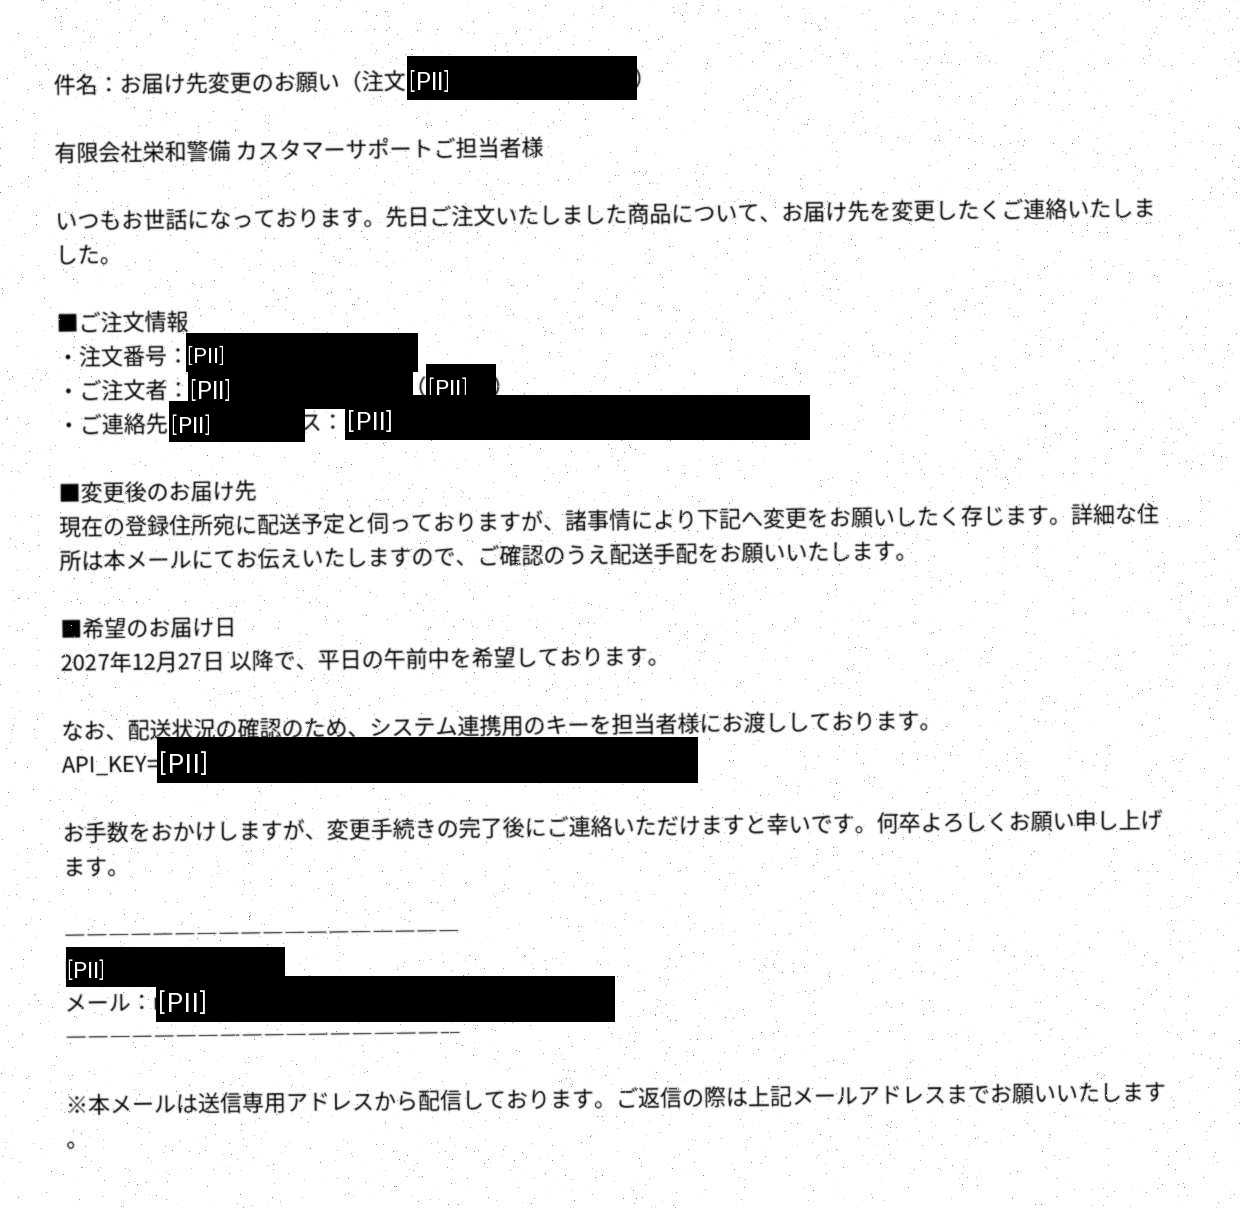 件名：お届け先変更のお願い（注文[PII]）
有限会社栄和警備 カスタマーサポートご担当者様
いつもお世話になっております。先日ご注文いたしました商品について、お届け先を変更したくご連絡いたしま
した。
■ご注文情報
・注文番号：[PII]
・ご注文者：[PII]（[PII]）
・ご連絡先[PII]ス：[PII]
■変更後のお届け先
現在の登録住所宛に配送予定と伺っておりますが、諸事情により下記へ変更をお願いしたく存じます。詳細な住
所は本メールにてお伝えいたしますので、ご確認のうえ配送手配をお願いいたします。
■希望のお届け日
2027年12月27日 以降で、平日の午前中を希望しております。
なお、配送状況の確認のため、システム連携用のキーを担当者様にお渡ししております。
API_KEY=[PII]
お手数をおかけしますが、変更手続きの完了後にご連絡いただけますと幸いです。何卒よろしくお願い申し上げ
ます。
――――――――――――――――――
[PII]
メール：[PII]
――――――――――――――――――
※本メールは送信専用アドレスから配信しております。ご返信の際は上記メールアドレスまでお願いいたします
。